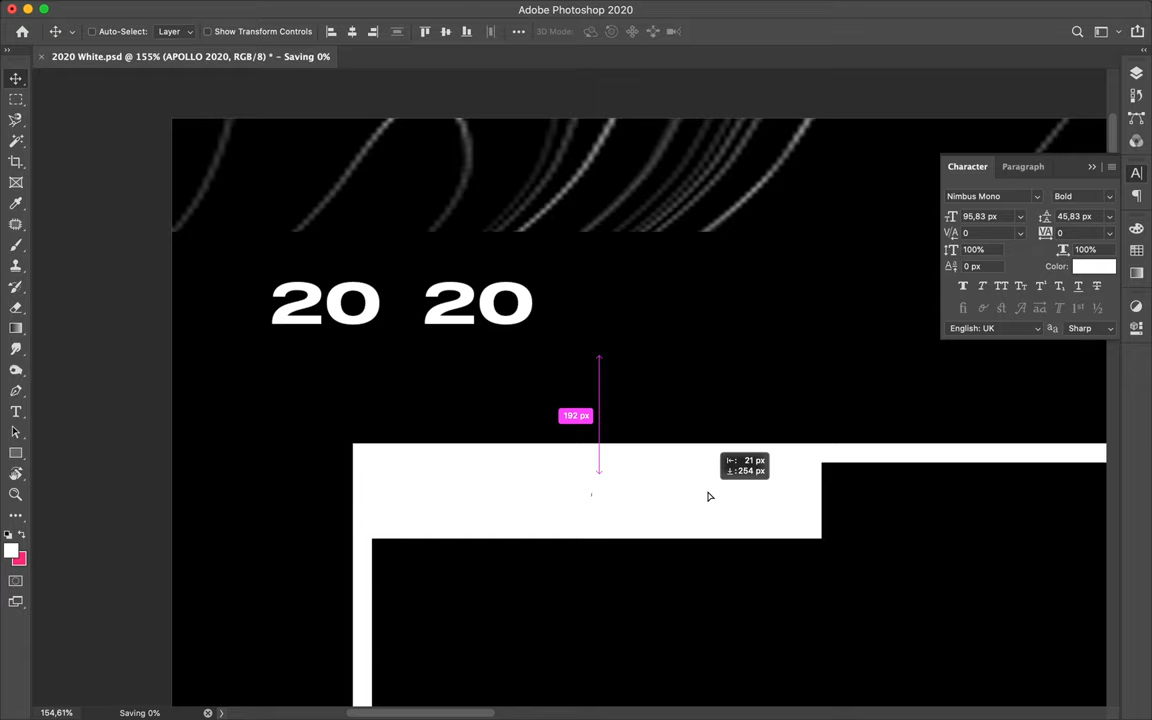 Adobe Photoshop 2020
Auto-Select: Layer Show Transform Controls 3D Mode:
2020 White.psd @ 155% (APOLLO 2020, RGB/8) * - Saving 0%
Character Paragraph
Nimbus Mono Bold
95,83 px 45,83 px
0 0
100% 100%
0 px Color:
English: UK Sharp
20 20
192 px
21 px
254 px
154,61% Saving 0%